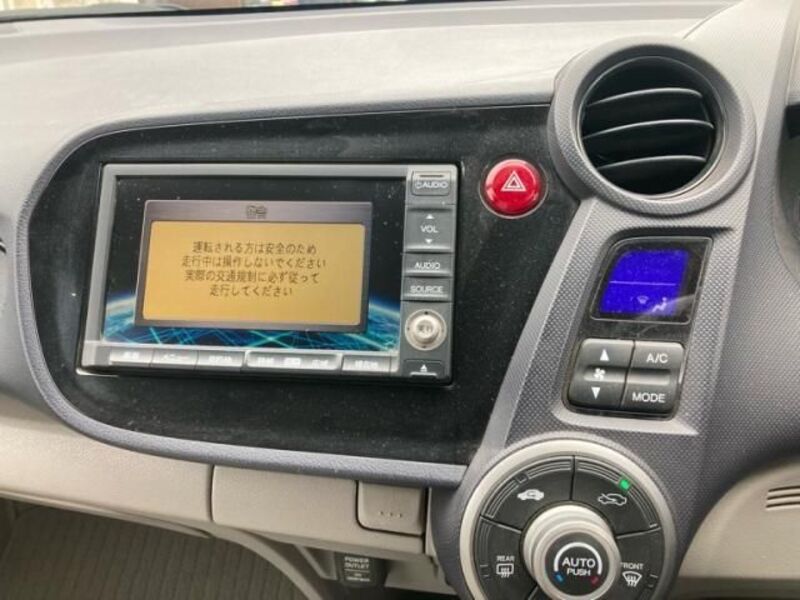 警告
運転される方は安全のため
走行中は操作しないでください
実際の交通規制に必ず従って
走行してください
AUDIO
VOL
AUDIO
SOURCE
A/C
MODE
REAR
AUTO
PUSH
FRONT
POWER
OUTLET